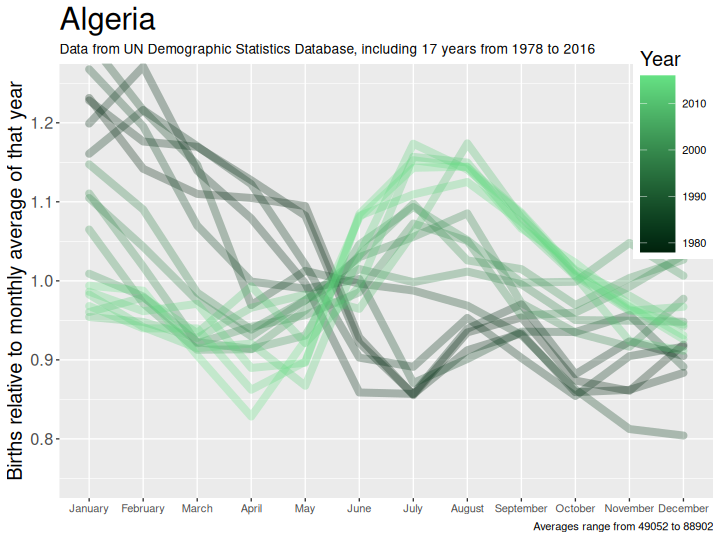 Algeria
Data from UN Demographic Statistics Database, including 17 years from 1978 to 2016
Year
2010
2000
1990
1980
Births relative to monthly average of that year
1.2
1.1
1.0
0.9
0.8
January February March April May June July August September October November December
Averages range from 49052 to 88902